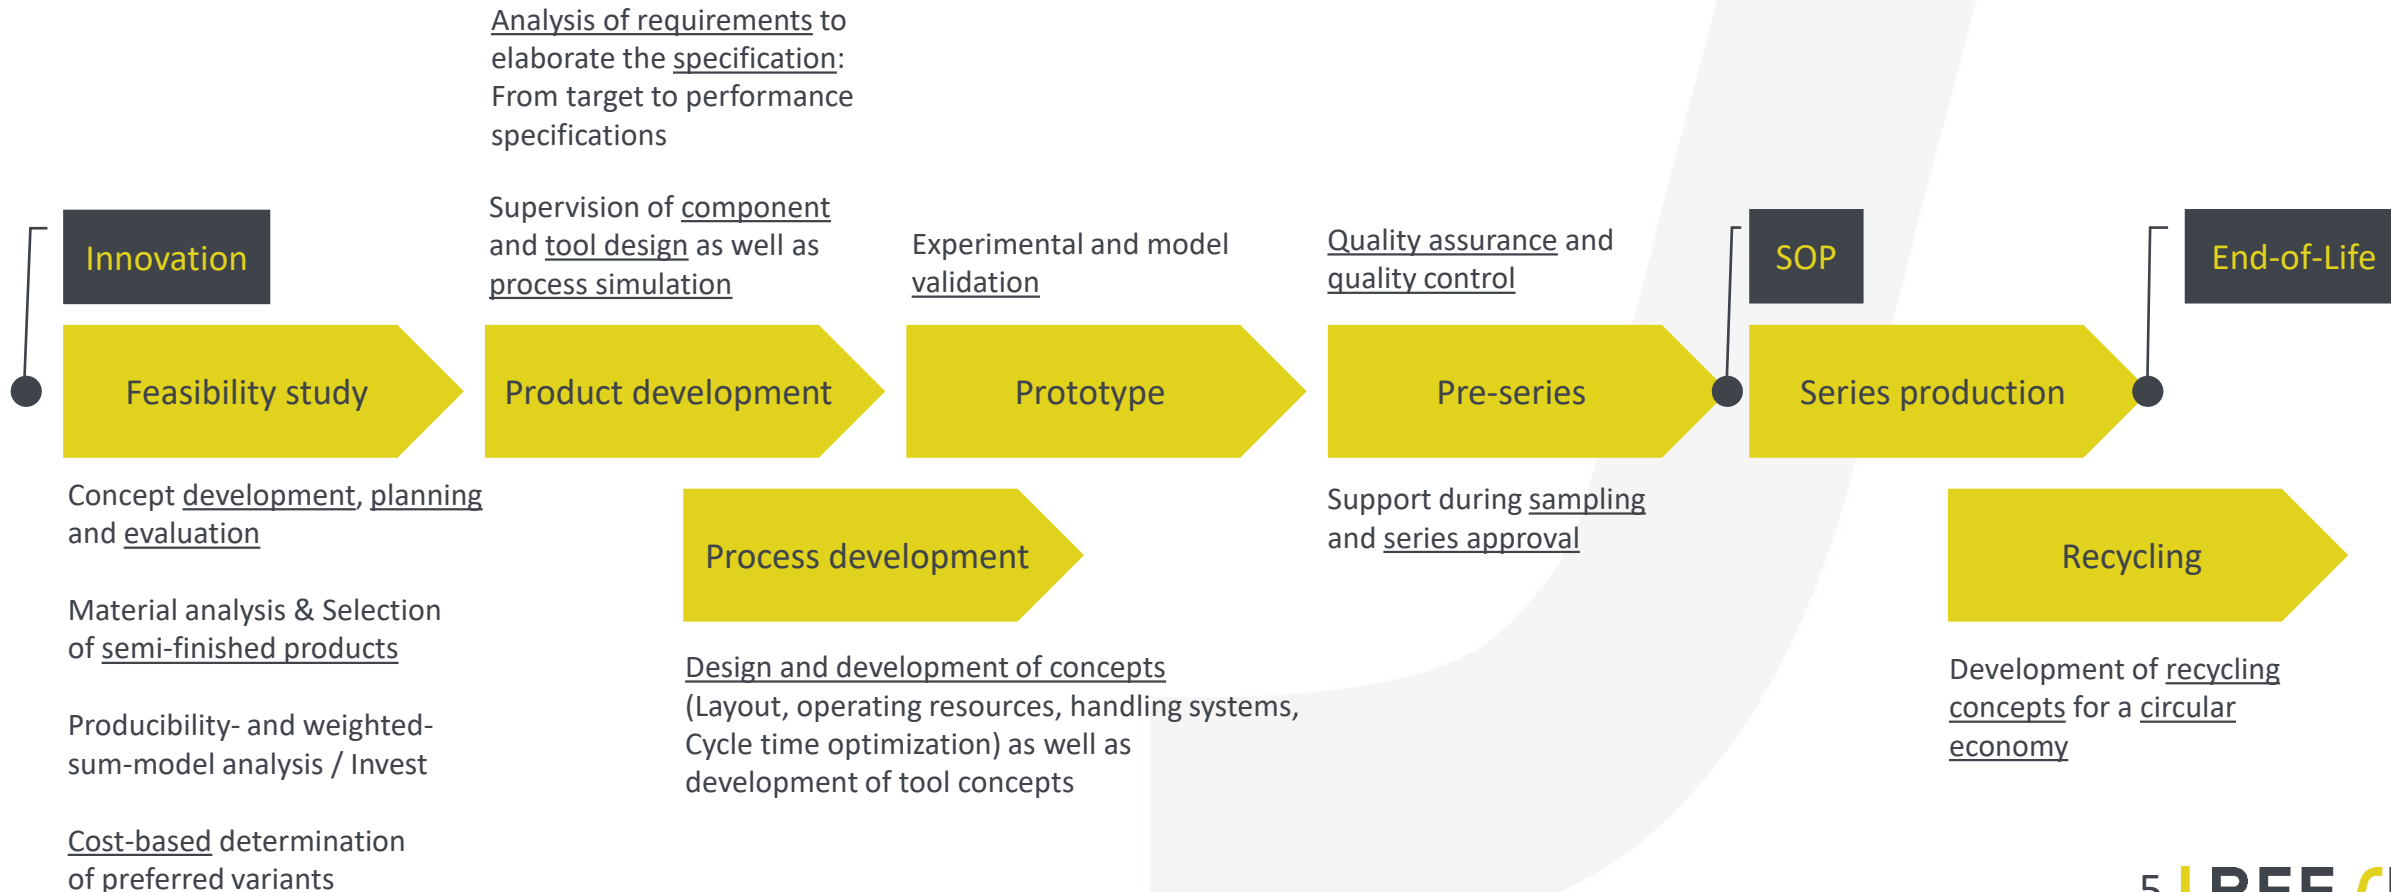 Analysis of requirements to
elaborate the specification:
From target to performance
specifications
Supervision of component
and tool design as well as
process simulation
Experimental and model
validation
Quality assurance and
quality control
Innovation
SOP
End-of-Life
Feasibility study
Product development
Prototype
Pre-series
Series production
Concept development, planning
and evaluation
Material analysis & Selection
of semi-finished products
Producibility- and weighted-
sum-model analysis / Invest
Cost-based determination
of preferred variants
Process development
Design and development of concepts
(Layout, operating resources, handling systems,
Cycle time optimization) as well as
development of tool concepts
Support during sampling
and series approval
Recycling
Development of recycling
concepts for a circular
economy
5